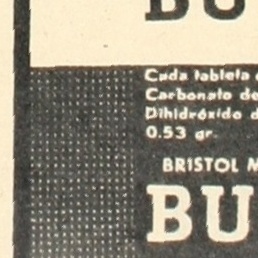 BU
Cada tableta
Carbonato de
Dihidróxido d
0.53 gr.
BRISTOL M
BU